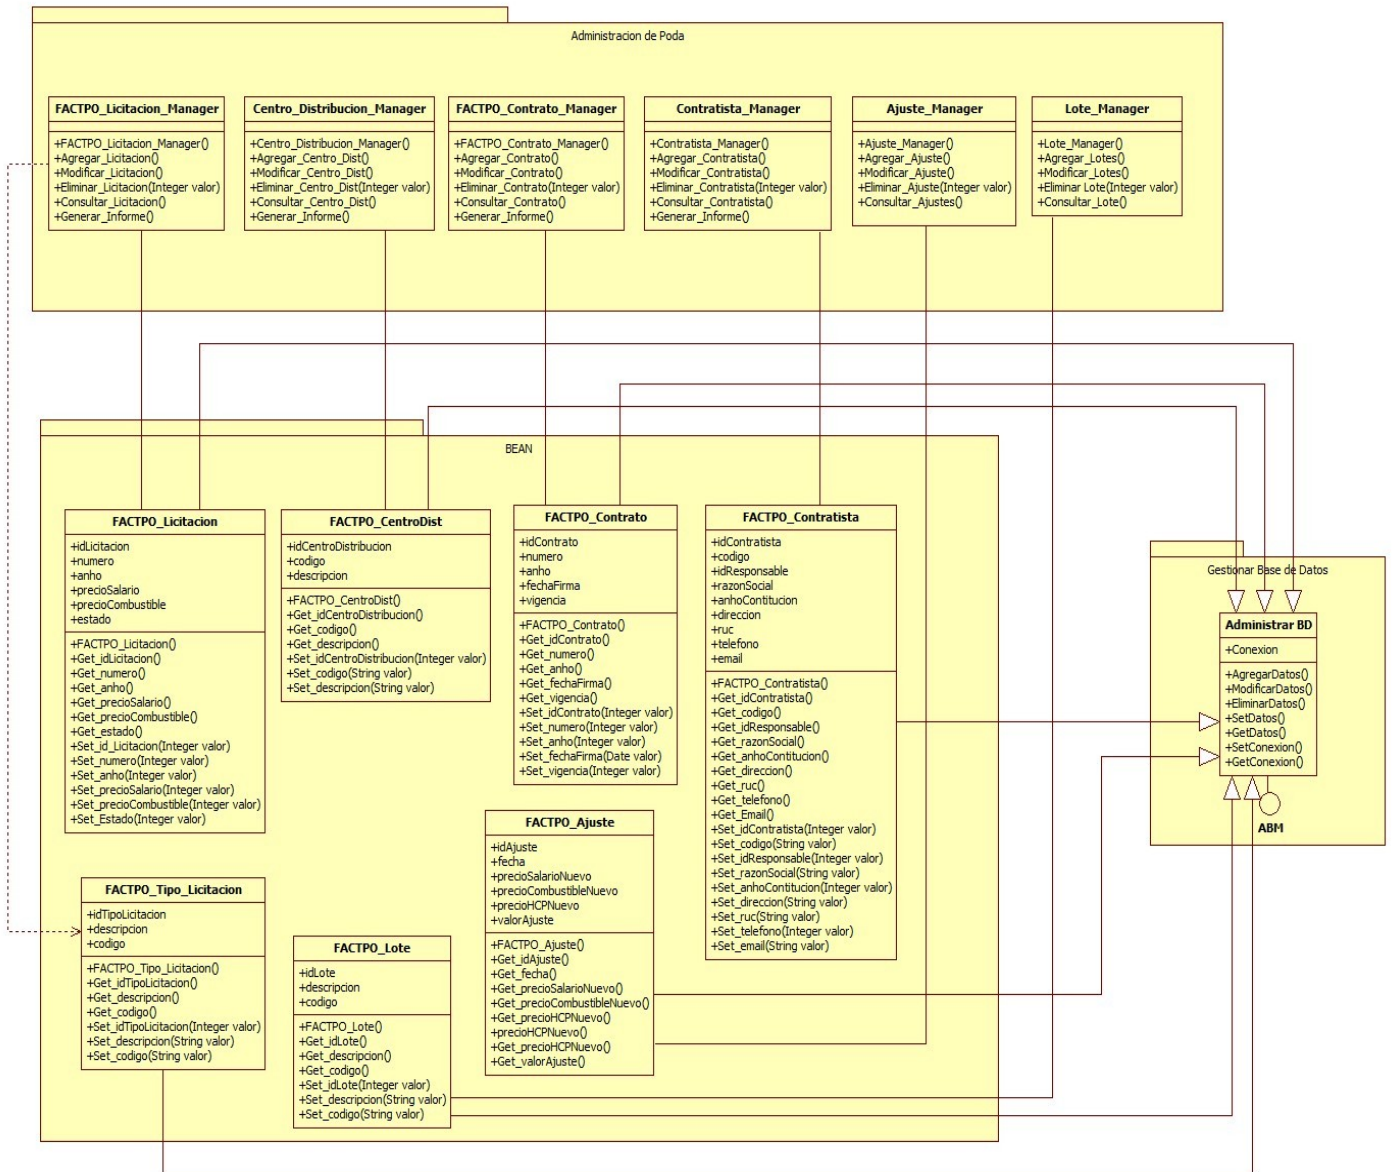 Administracion de Poda
FACTPO_Licitacion_Manager
+FACTPO_Licitacion_Manager()
+Agregar_Licitacion()
+Modificar_Licitacion()
+Eliminar_Licitacion(Integer valor)
+Consultar_Licitacion()
+Generar_Informe()
Centro_Distribucion_Manager
+Centro_Distribucion_Manager()
+Agregar_Centro_Dist()
+Modificar_Centro_Dist()
+Eliminar_Centro_Dist(Integer valor)
+Consultar_Centro_Dist()
+Generar_Informe()
FACTPO_Contrato_Manager
+FACTPO_Contrato_Manager()
+Agregar_Contrato()
+Modificar_Contrato()
+Eliminar_Contrato(Integer valor)
+Consultar_Contrato()
+Generar_Informe()
Contratista_Manager
+Contratista_Manager()
+Agregar_Contratista()
+Modificar_Contratista()
+Eliminar_Contratista(Integer valor)
+Consultar_Contratista()
+Generar_Informe()
Ajuste_Manager
+Ajuste_Manager()
+Agregar_Ajuste()
+Modificar_Ajuste()
+Eliminar_Ajuste(Integer valor)
+Consultar_Ajustes()
Lote_Manager
+Lote_Manager()
+Agregar_Lotes()
+Modificar_Lotes()
+Eliminar Lote(Integer valor)
+Consultar_Lote()
BEAN
FACTPO_Licitacion
+idLicitacion
+numero
+anho
+precioSalario
+precioCombustible
+estado
+FACTPO_Licitacion()
+Get_idLicitacion()
+Get_numero()
+Get_anho()
+Get_precioSalario()
+Get_precioCombustible()
+Get_estado()
+Set_id_Licitacion(Integer valor)
+Set_numero(Integer valor)
+Set_anho(Integer valor)
+Set_precioSalario(Integer valor)
+Set_precioCombustible(Integer valor)
+Set_Estado(Integer valor)
FACTPO_CentroDist
+idCentroDistribucion
+codigo
+descripcion
+FACTPO_CentroDist()
+Get_idCentroDistribucion()
+Get_codigo()
+Get_descripcion()
+Set_idCentroDistribucion(Integer valor)
+Set_codigo(String valor)
+Set_descripcion(String valor)
FACTPO_Contrato
+idContrato
+numero
+anho
+fechaFirma
+vigencia
+FACTPO_Contrato()
+Get_idContrato()
+Get_numero()
+Get_anho()
+Get_fechaFirma()
+Get_vigencia()
+Set_idContrato(Integer valor)
+Set_numero(Integer valor)
+Set_anho(Integer valor)
+Set_fechaFirma(Date valor)
+Set_vigencia(Integer valor)
FACTPO_Contratista
+idContratista
+codigo
+idResponsable
+razonSocial
+anhoContitucion
+direccion
+ruc
+telefono
+email
+FACTPO_Contratista()
+Get_idContratista()
+Get_codigo()
+Get_idResponsable()
+Get_razonSocial()
+Get_anhoContitucion()
+Get_direccion()
+Get_ruc()
+Get_telefono()
+Get_Email()
+Set_idContratista(Integer valor)
+Set_codigo(String valor)
+Set_idResponsable(Integer valor)
+Set_razonSocial(String valor)
+Set_anhoContitucion(Integer valor)
+Set_direccion(String valor)
+Set_ruc(String valor)
+Set_telefono(Integer valor)
+Set_email(String valor)
Gestionar Base de Datos
Administrar BD
+Conexion
+AgregarDatos()
+ModificarDatos()
+EliminarDatos()
+SetDatos()
+GetDatos()
+SetConexion()
+GetConexion()
ABM
FACTPO_Tipo_Licitacion
+idTipoLicitacion
+descripcion
+codigo
+FACTPO_Tipo_Licitacion()
+Get_idTipoLicitacion()
+Get_descripcion()
+Get_codigo()
+Set_idTipoLicitacion(Integer valor)
+Set_descripcion(String valor)
+Set_codigo(String valor)
FACTPO_Lote
+idLote
+descripcion
+codigo
+FACTPO_Lote()
+Get_idLote()
+Get_descripcion()
+Get_codigo()
+Set_idLote(Integer valor)
+Set_descripcion(String valor)
+Set_codigo(String valor)
FACTPO_Ajuste
+idAjuste
+fecha
+precioSalarioNuevo
+precioCombustibleNuevo
+precioHCPNuevo
+valorAjuste
+FACTPO_Ajuste()
+Get_idAjuste()
+Get_fecha()
+Get_precioSalarioNuevo()
+Get_precioCombustibleNuevo()
+Get_precioHCPNuevo()
+precioHCPNuevo()
+Get_precioHCPNuevo()
+Get_valorAjuste()